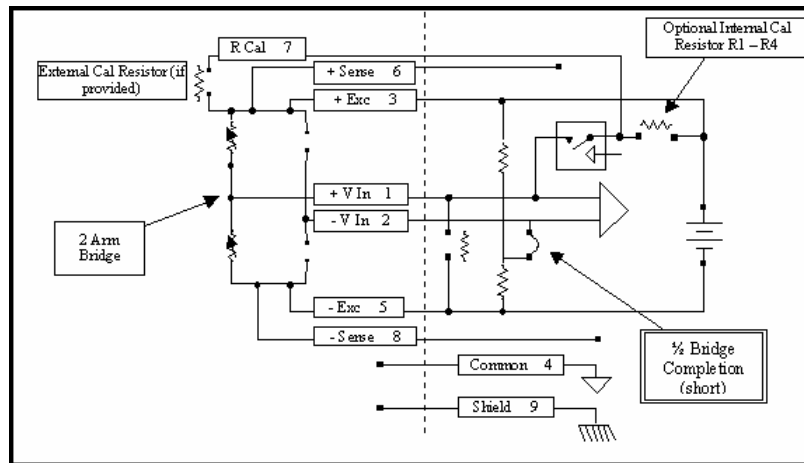 R Cal 7
Optional Internal Cal
Resistor R1 – R4
External Cal Resistor (if
provided)
+ Sense 6
+ Exc 3
+ V In 1
- V In 2
2 Arm
Bridge
- Exc 5
- Sense 8
½ Bridge
Completion
(short)
Common 4
Shield 9